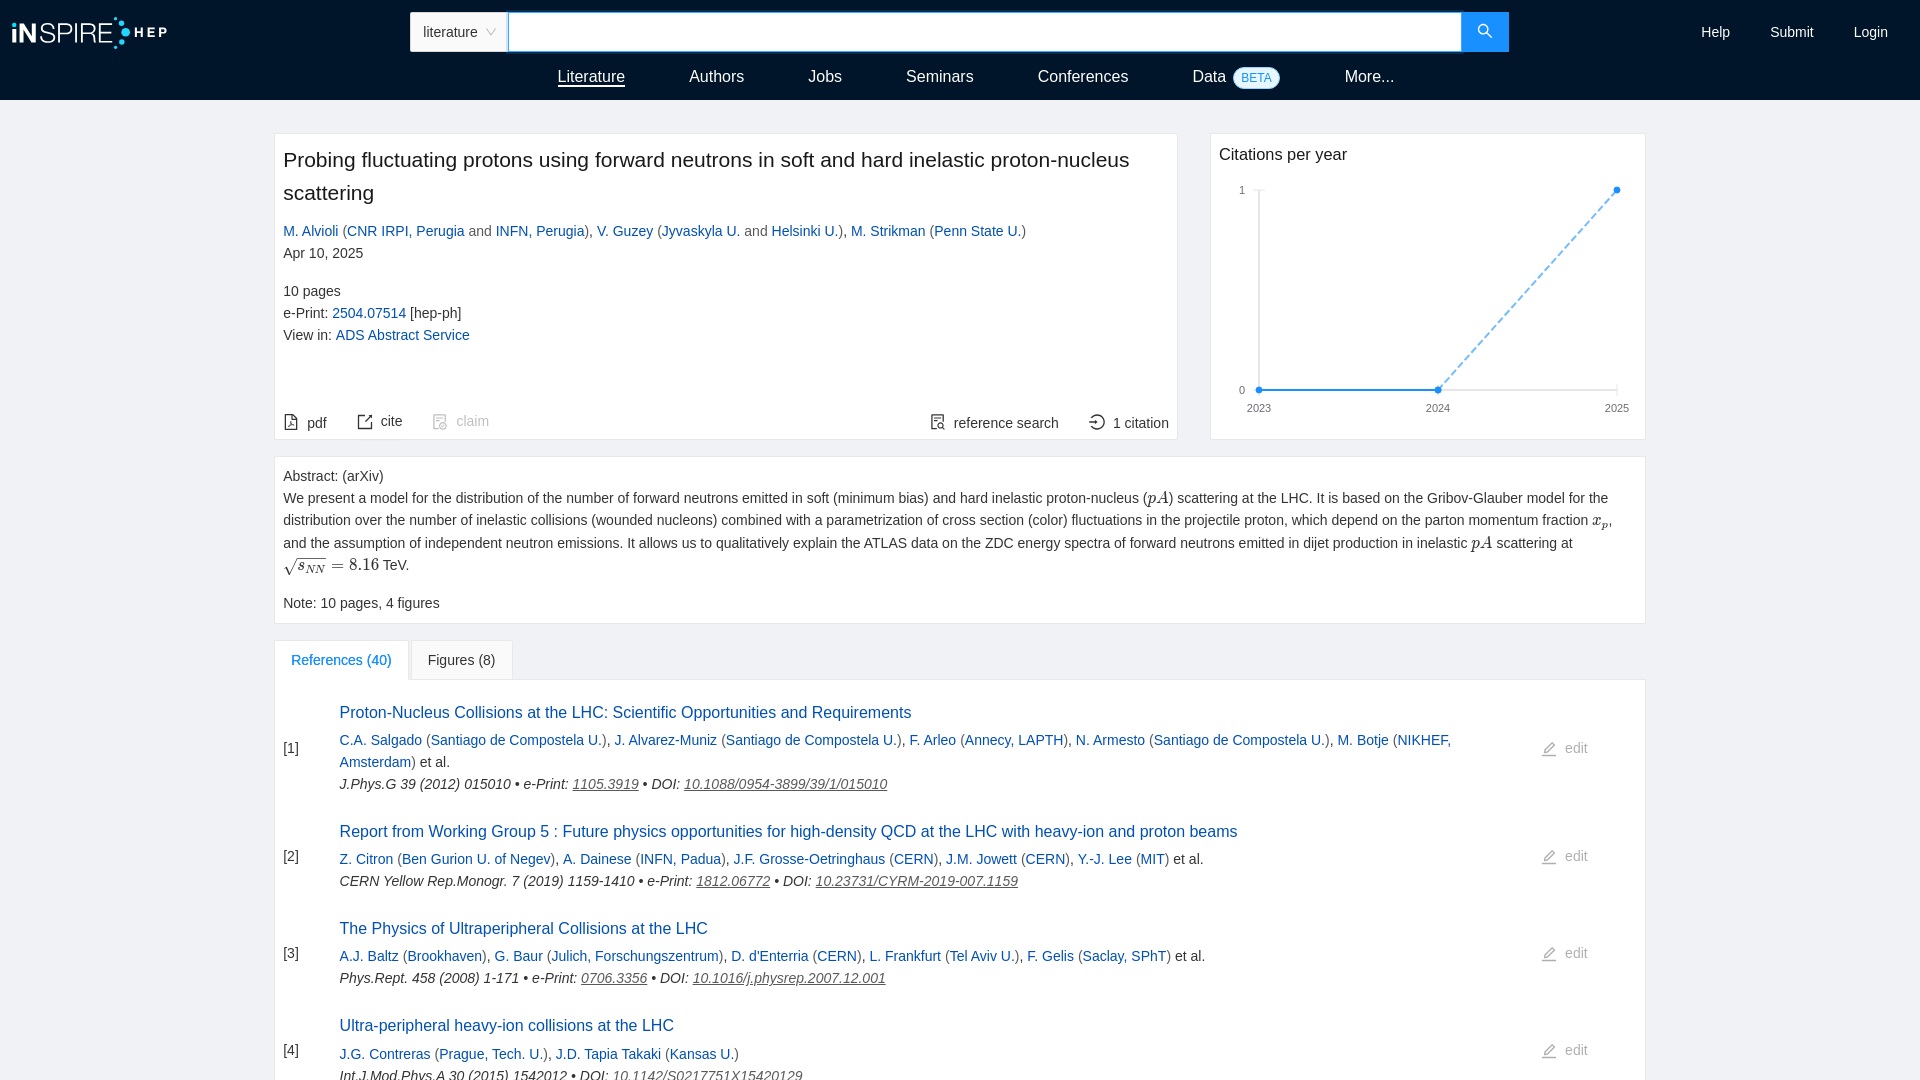 iNSPIRE HEP
literature
Help
Submit
Login
Literature
Authors
Jobs
Seminars
Conferences
Data BETA
More...
Probing fluctuating protons using forward neutrons in soft and hard inelastic proton-nucleus
scattering
M. Alvioli (CNR IRPI, Perugia and INFN, Perugia), V. Guzey (Jyvaskyla U. and Helsinki U.), M. Strikman (Penn State U.)
Apr 10, 2025
10 pages
e-Print: 2504.07514 [hep-ph]
View in: ADS Abstract Service
pdf
cite
claim
reference search
1 citation
Citations per year
1
0
2023
2024
2025
Abstract: (arXiv)
We present a model for the distribution of the number of forward neutrons emitted in soft (minimum bias) and hard inelastic proton-nucleus (pA) scattering at the LHC. It is based on the Gribov-Glauber model for the
distribution over the number of inelastic collisions (wounded nucleons) combined with a parametrization of cross section (color) fluctuations in the projectile proton, which depend on the parton momentum fraction x_p,
and the assumption of independent neutron emissions. It allows us to qualitatively explain the ATLAS data on the ZDC energy spectra of forward neutrons emitted in dijet production in inelastic pA scattering at
√s_NN = 8.16 TeV.
Note: 10 pages, 4 figures
References (40)
Figures (8)
[1]
Proton-Nucleus Collisions at the LHC: Scientific Opportunities and Requirements
C.A. Salgado (Santiago de Compostela U.), J. Alvarez-Muniz (Santiago de Compostela U.), F. Arleo (Annecy, LAPTH), N. Armesto (Santiago de Compostela U.), M. Botje (NIKHEF,
Amsterdam) et al.
J.Phys.G 39 (2012) 015010 • e-Print: 1105.3919 • DOI: 10.1088/0954-3899/39/1/015010
edit
[2]
Report from Working Group 5 : Future physics opportunities for high-density QCD at the LHC with heavy-ion and proton beams
Z. Citron (Ben Gurion U. of Negev), A. Dainese (INFN, Padua), J.F. Grosse-Oetringhaus (CERN), J.M. Jowett (CERN), Y.-J. Lee (MIT) et al.
CERN Yellow Rep.Monogr. 7 (2019) 1159-1410 • e-Print: 1812.06772 • DOI: 10.23731/CYRM-2019-007.1159
edit
[3]
The Physics of Ultraperipheral Collisions at the LHC
A.J. Baltz (Brookhaven), G. Baur (Julich, Forschungszentrum), D. d'Enterria (CERN), L. Frankfurt (Tel Aviv U.), F. Gelis (Saclay, SPhT) et al.
Phys.Rept. 458 (2008) 1-171 • e-Print: 0706.3356 • DOI: 10.1016/j.physrep.2007.12.001
edit
[4]
Ultra-peripheral heavy-ion collisions at the LHC
J.G. Contreras (Prague, Tech. U.), J.D. Tapia Takaki (Kansas U.)
Int.J.Mod.Phys.A 30 (2015) 1542012 • DOI: 10.1142/S0217751X15420129
edit